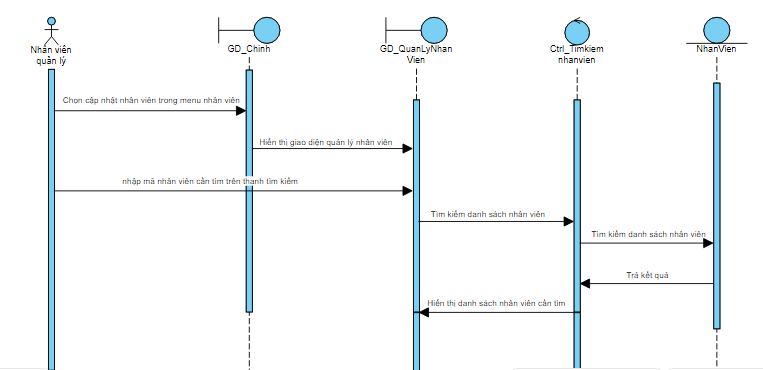 Nhân viên
quản lý
GD_Chinh
GD_QuanLyNhan
Vien
Ctrl_Timkiem
nhanvien
NhanVien
Chọn cập nhật nhân viên trong menu nhân viên
Hiển thị giao diện quản lý nhân viên
nhập mã nhân viên cần tìm trên thanh tìm kiếm
Tìm kiếm danh sách nhân viên
Tìm kiếm danh sách nhân viên
Trả kết quả
Hiển thị danh sách nhân viên cần tìm